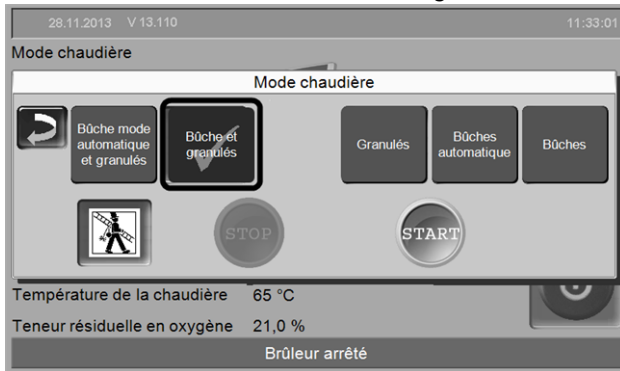 28.11.2013 V 13.110 11:33:01
Mode chaudière
Mode chaudière
Bûche mode
automatique
et granulés
Bûche et
granulés
Granulés
Bûches
automatique
Bûches
STOP
START
Température de la chaudière 65 °C
Teneur résiduelle en oxygène 21,0 %
Brûleur arrêté